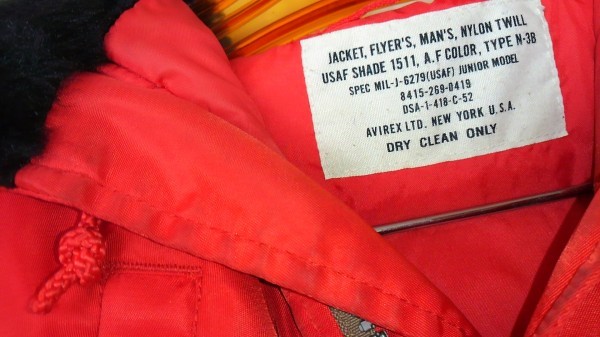 JACKET, FLYER'S, MAN'S, NYLON TWILL
USAF SHADE 1511, A.F COLOR, TYPE N-3B
SPEC MIL-J-6279(USAF) JUNIOR MODEL
8415-269-0419
DSA-1-418-C-52
AVIREX LTD. NEW YORK U.S.A.
DRY CLEAN ONLY